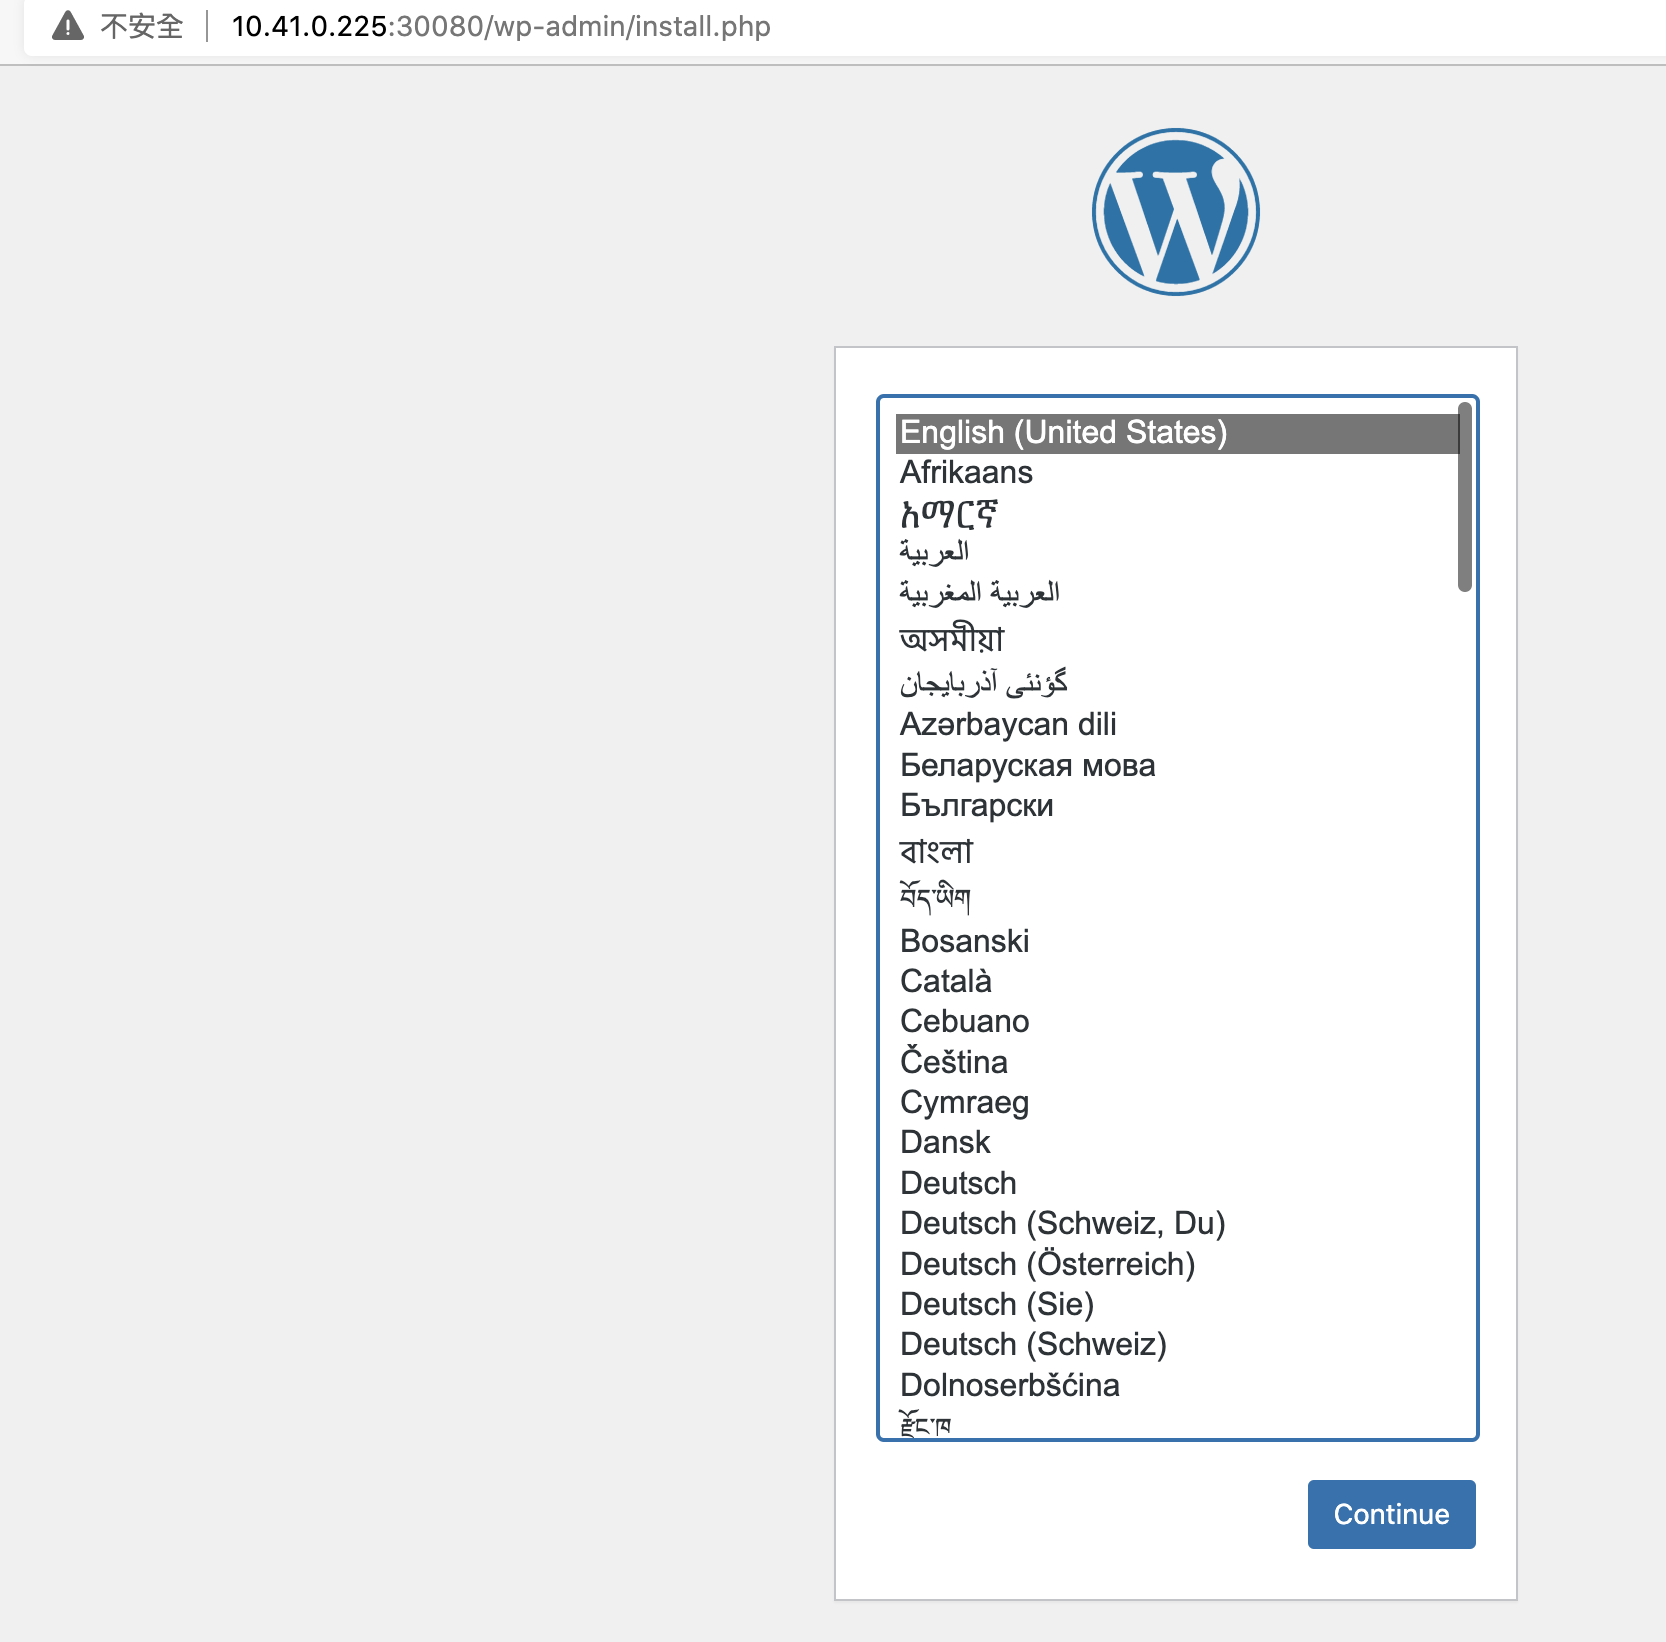 不安全 10.41.0.225:30080/wp-admin/install.php
English (United States)
Afrikaans
አማርኛ
العربية
العربية المغربية
অসমীয়া
گؤنئی آذربایجان
Azərbaycan dili
Беларуская мова
Български
বাংলা
བོད་ཡིག
Bosanski
Català
Cebuano
Čeština
Cymraeg
Dansk
Deutsch
Deutsch (Schweiz, Du)
Deutsch (Österreich)
Deutsch (Sie)
Deutsch (Schweiz)
Dolnoserbšćina
རྫོང་ཁ
Continue